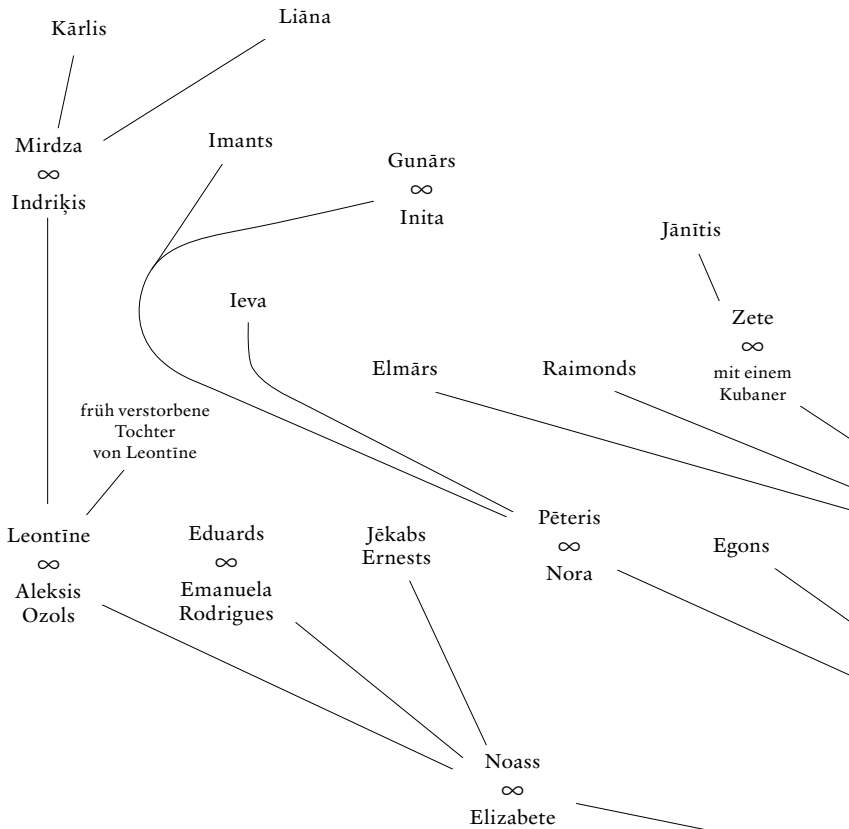 Kārlis
Liāna
Mirdza
∞
Indriķis
Imants
Gunārs
∞
Inita
Jānītis
Ieva
Zete
∞
mit einem
Kubaner
Elmārs
Raimonds
früh verstorbene
Tochter
von Leontīne
Leontīne
∞
Aleksis
Ozols
Eduards
∞
Emanuela
Rodrigues
Jēkabs
Ernests
Pēteris
∞
Nora
Egons
Noass
∞
Elizabete